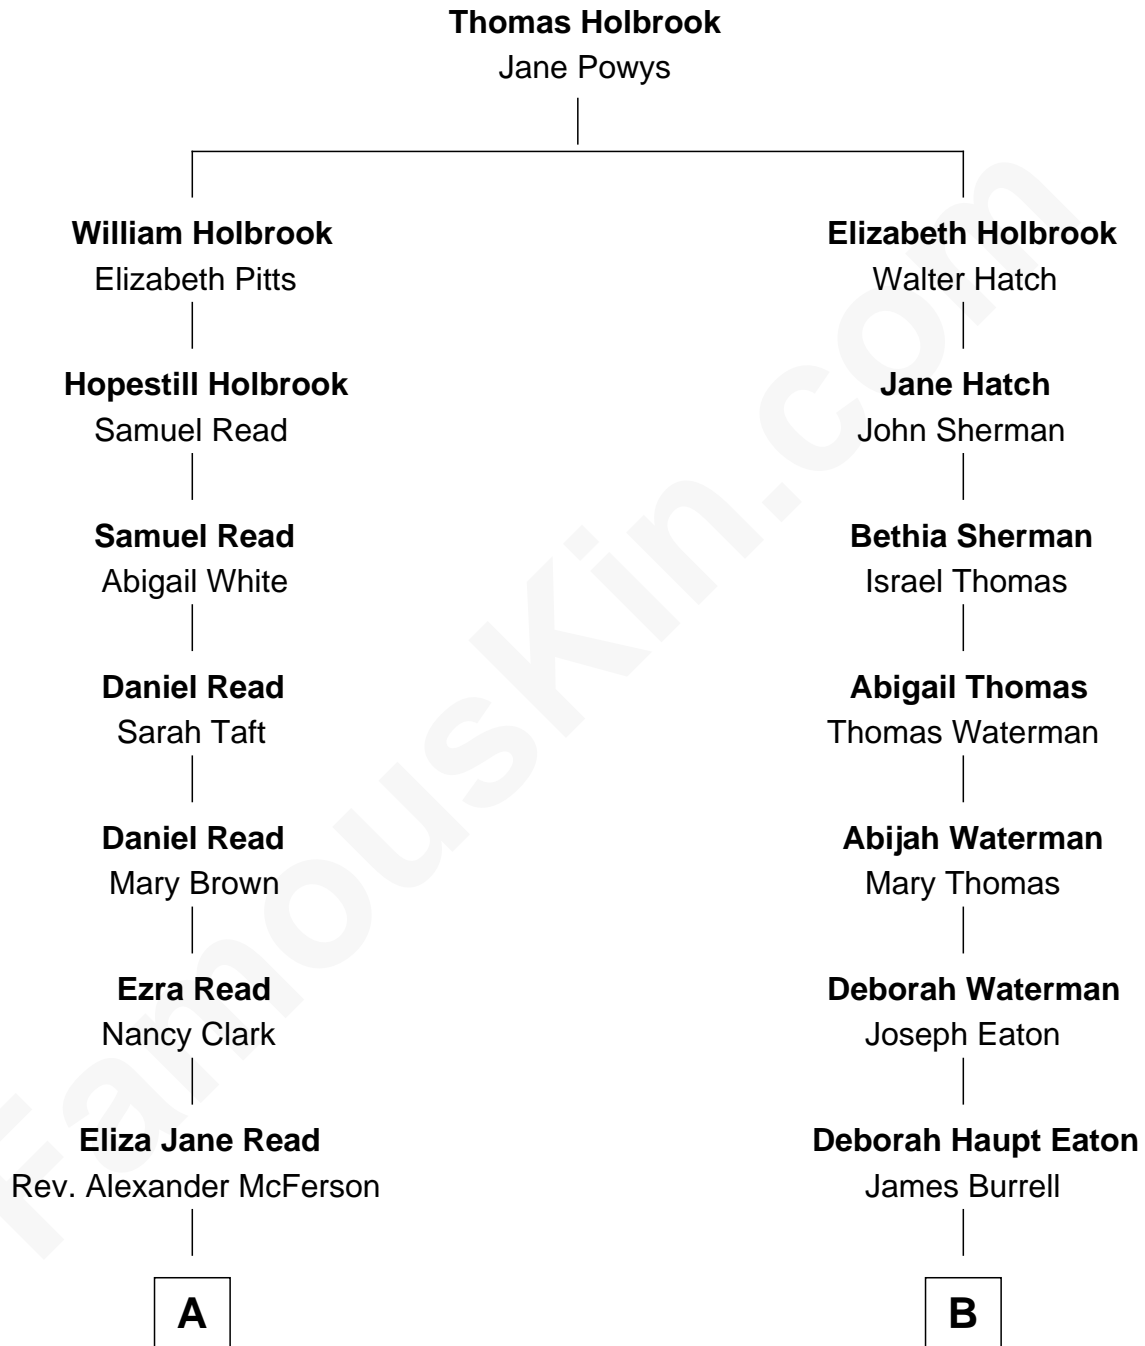 Thomas Holbrook
Jane Powys
William Holbrook
Elizabeth Pitts
Hopestill Holbrook
Samuel Read
Samuel Read
Abigail White
Daniel Read
Sarah Taft
Daniel Read
Mary Brown
Ezra Read
Nancy Clark
Eliza Jane Read
Rev. Alexander McFerson
A
Elizabeth Holbrook
Walter Hatch
Jane Hatch
John Sherman
Bethia Sherman
Israel Thomas
Abigail Thomas
Thomas Waterman
Abijah Waterman
Mary Thomas
Deborah Waterman
Joseph Eaton
Deborah Haupt Eaton
James Burrell
B
FamousKin.com